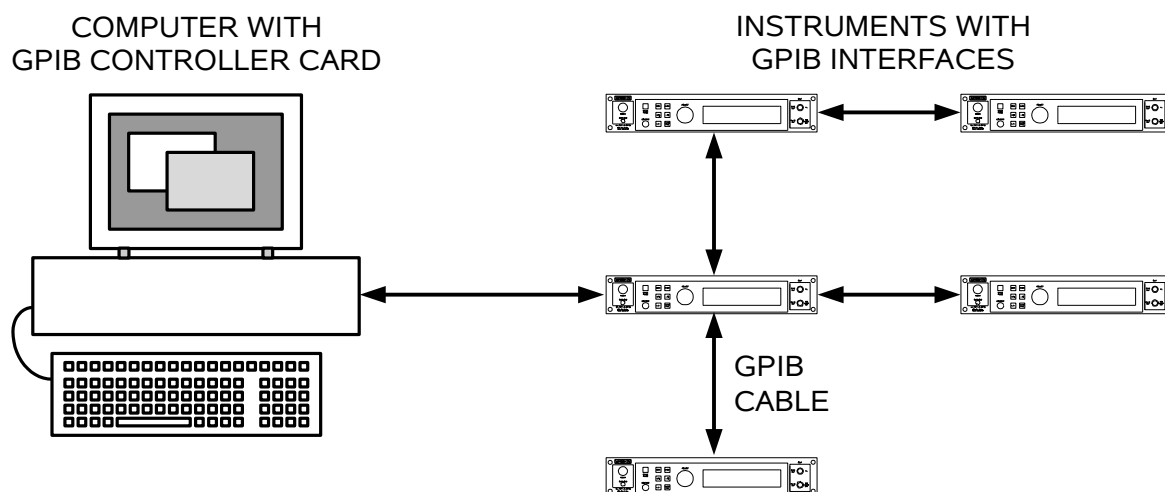 COMPUTER WITH
GPIB CONTROLLER CARD
INSTRUMENTS WITH
GPIB INTERFACES
GPIB
CABLE